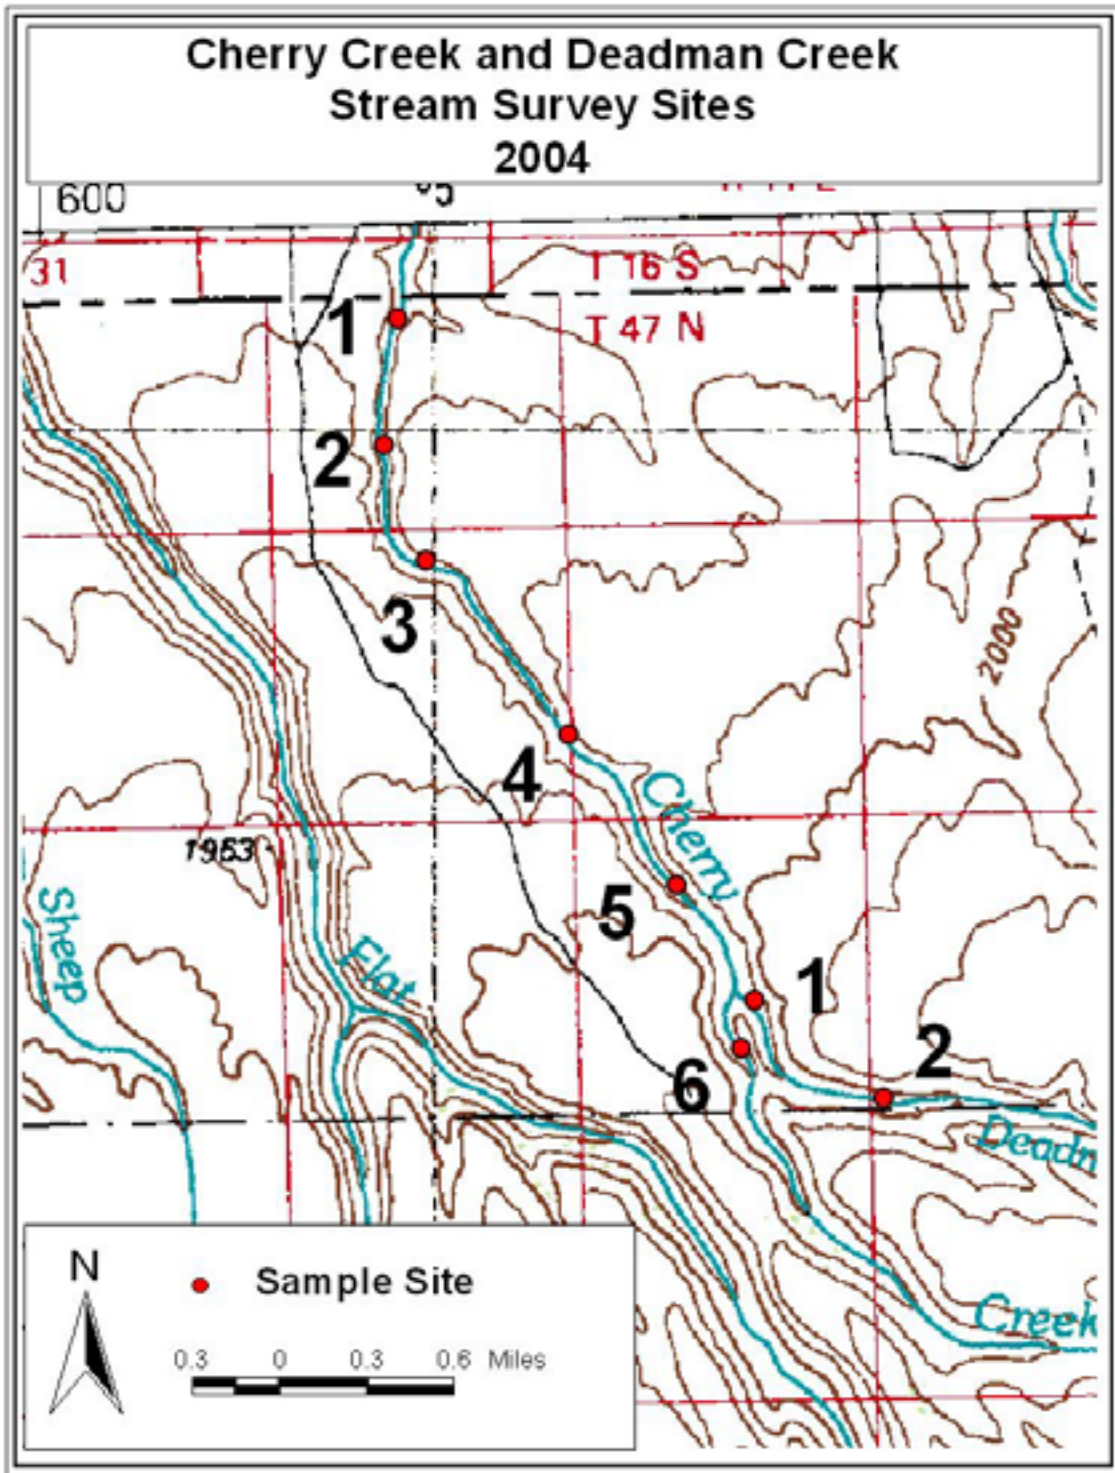 Cherry Creek and Deadman Creek
Stream Survey Sites
2004
600
31
T 16 S
T 47 N
1
2
3
2000
4
Cherry
1953
5
Sheep
Flat
1
2
6
Deadn
Creek
N
Sample Site
0.3 0 0.3 0.6 Miles